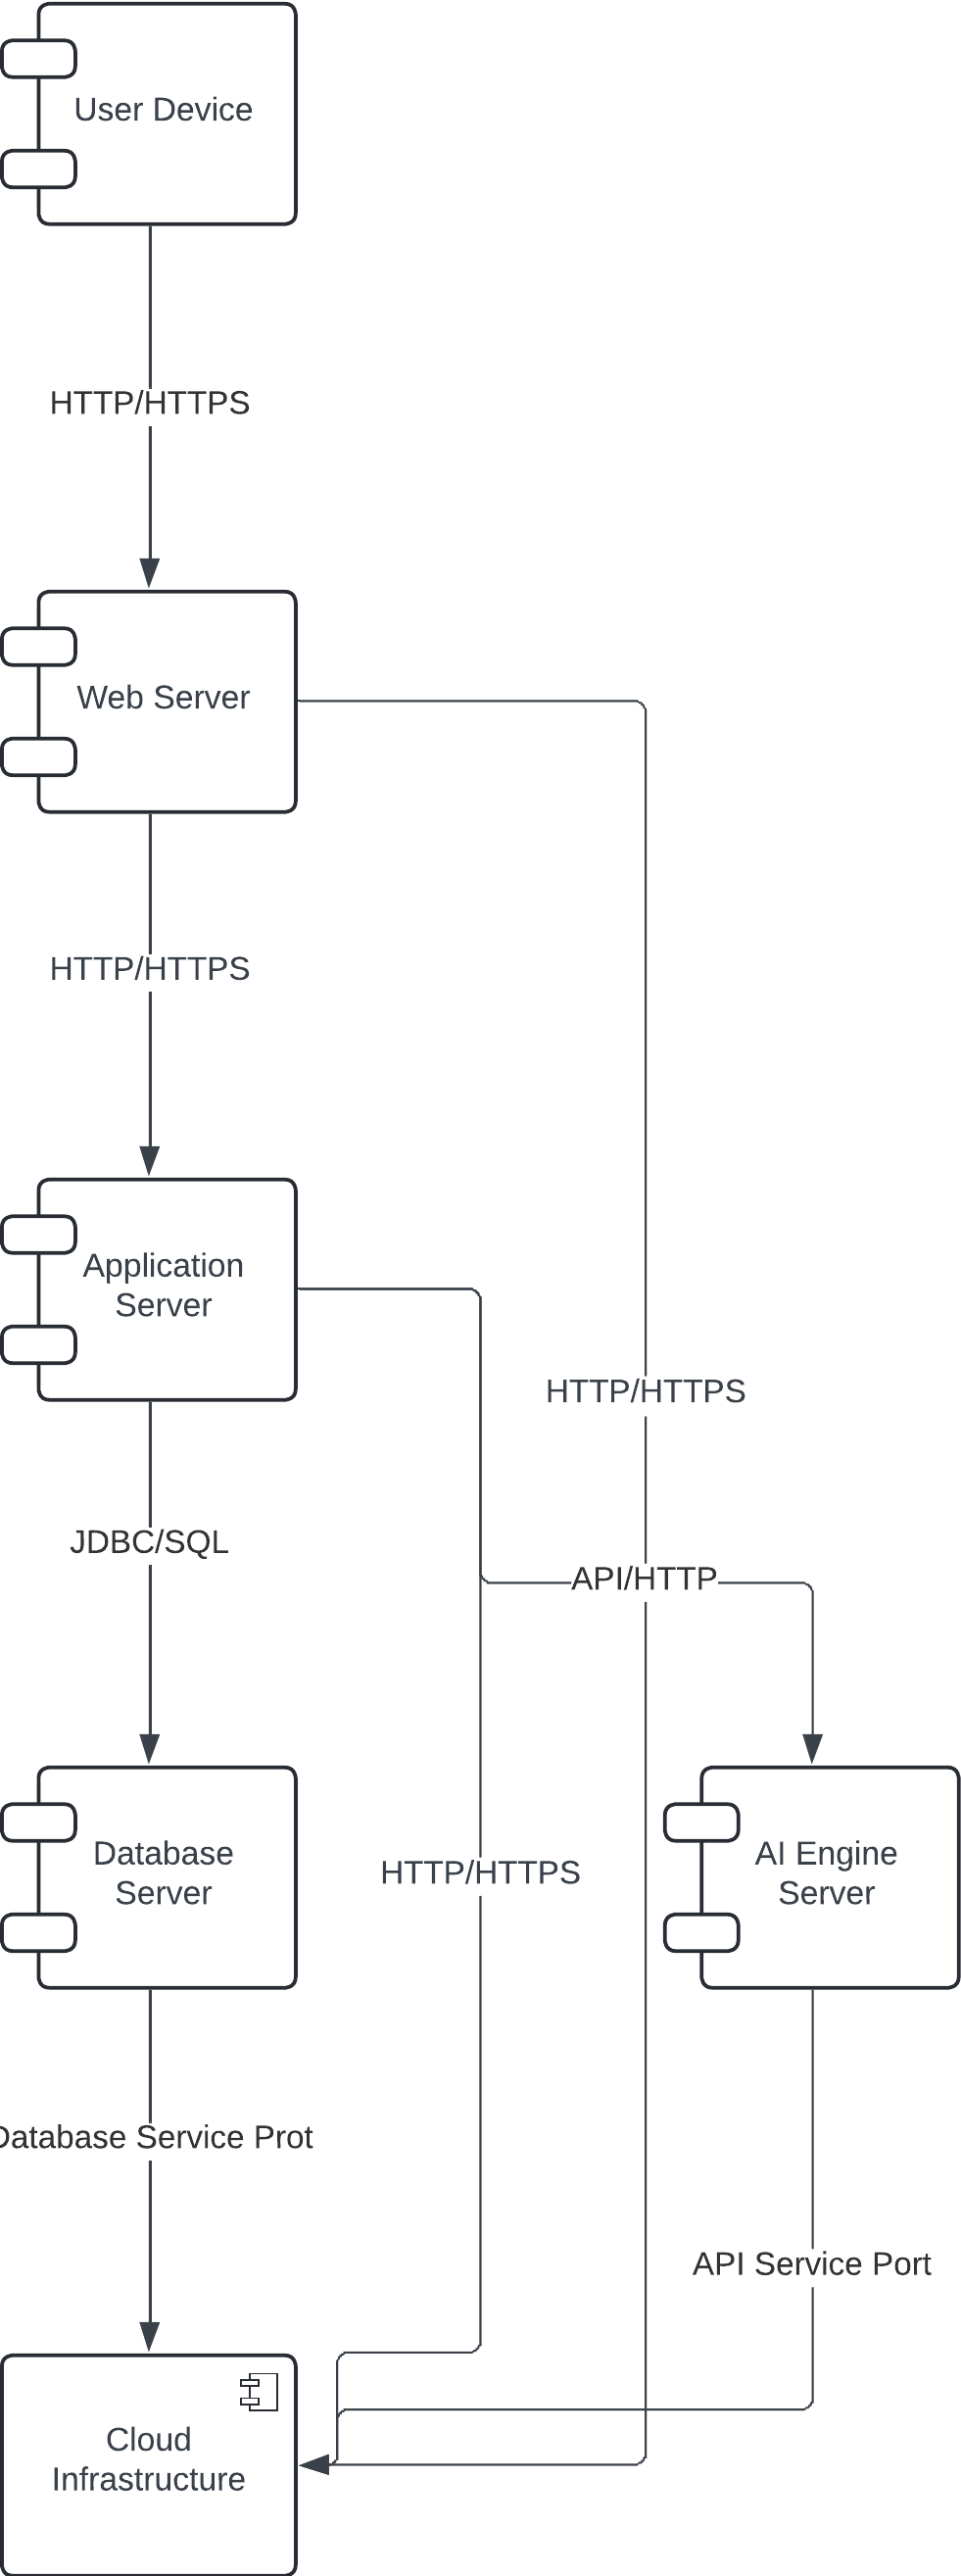 User Device
HTTP/HTTPS
Web Server
HTTP/HTTPS
Application
Server
HTTP/HTTPS
JDBC/SQL
API/HTTP
Database
Server
HTTP/HTTPS
AI Engine
Server
Database Service Prot
API Service Port
Cloud
Infrastructure